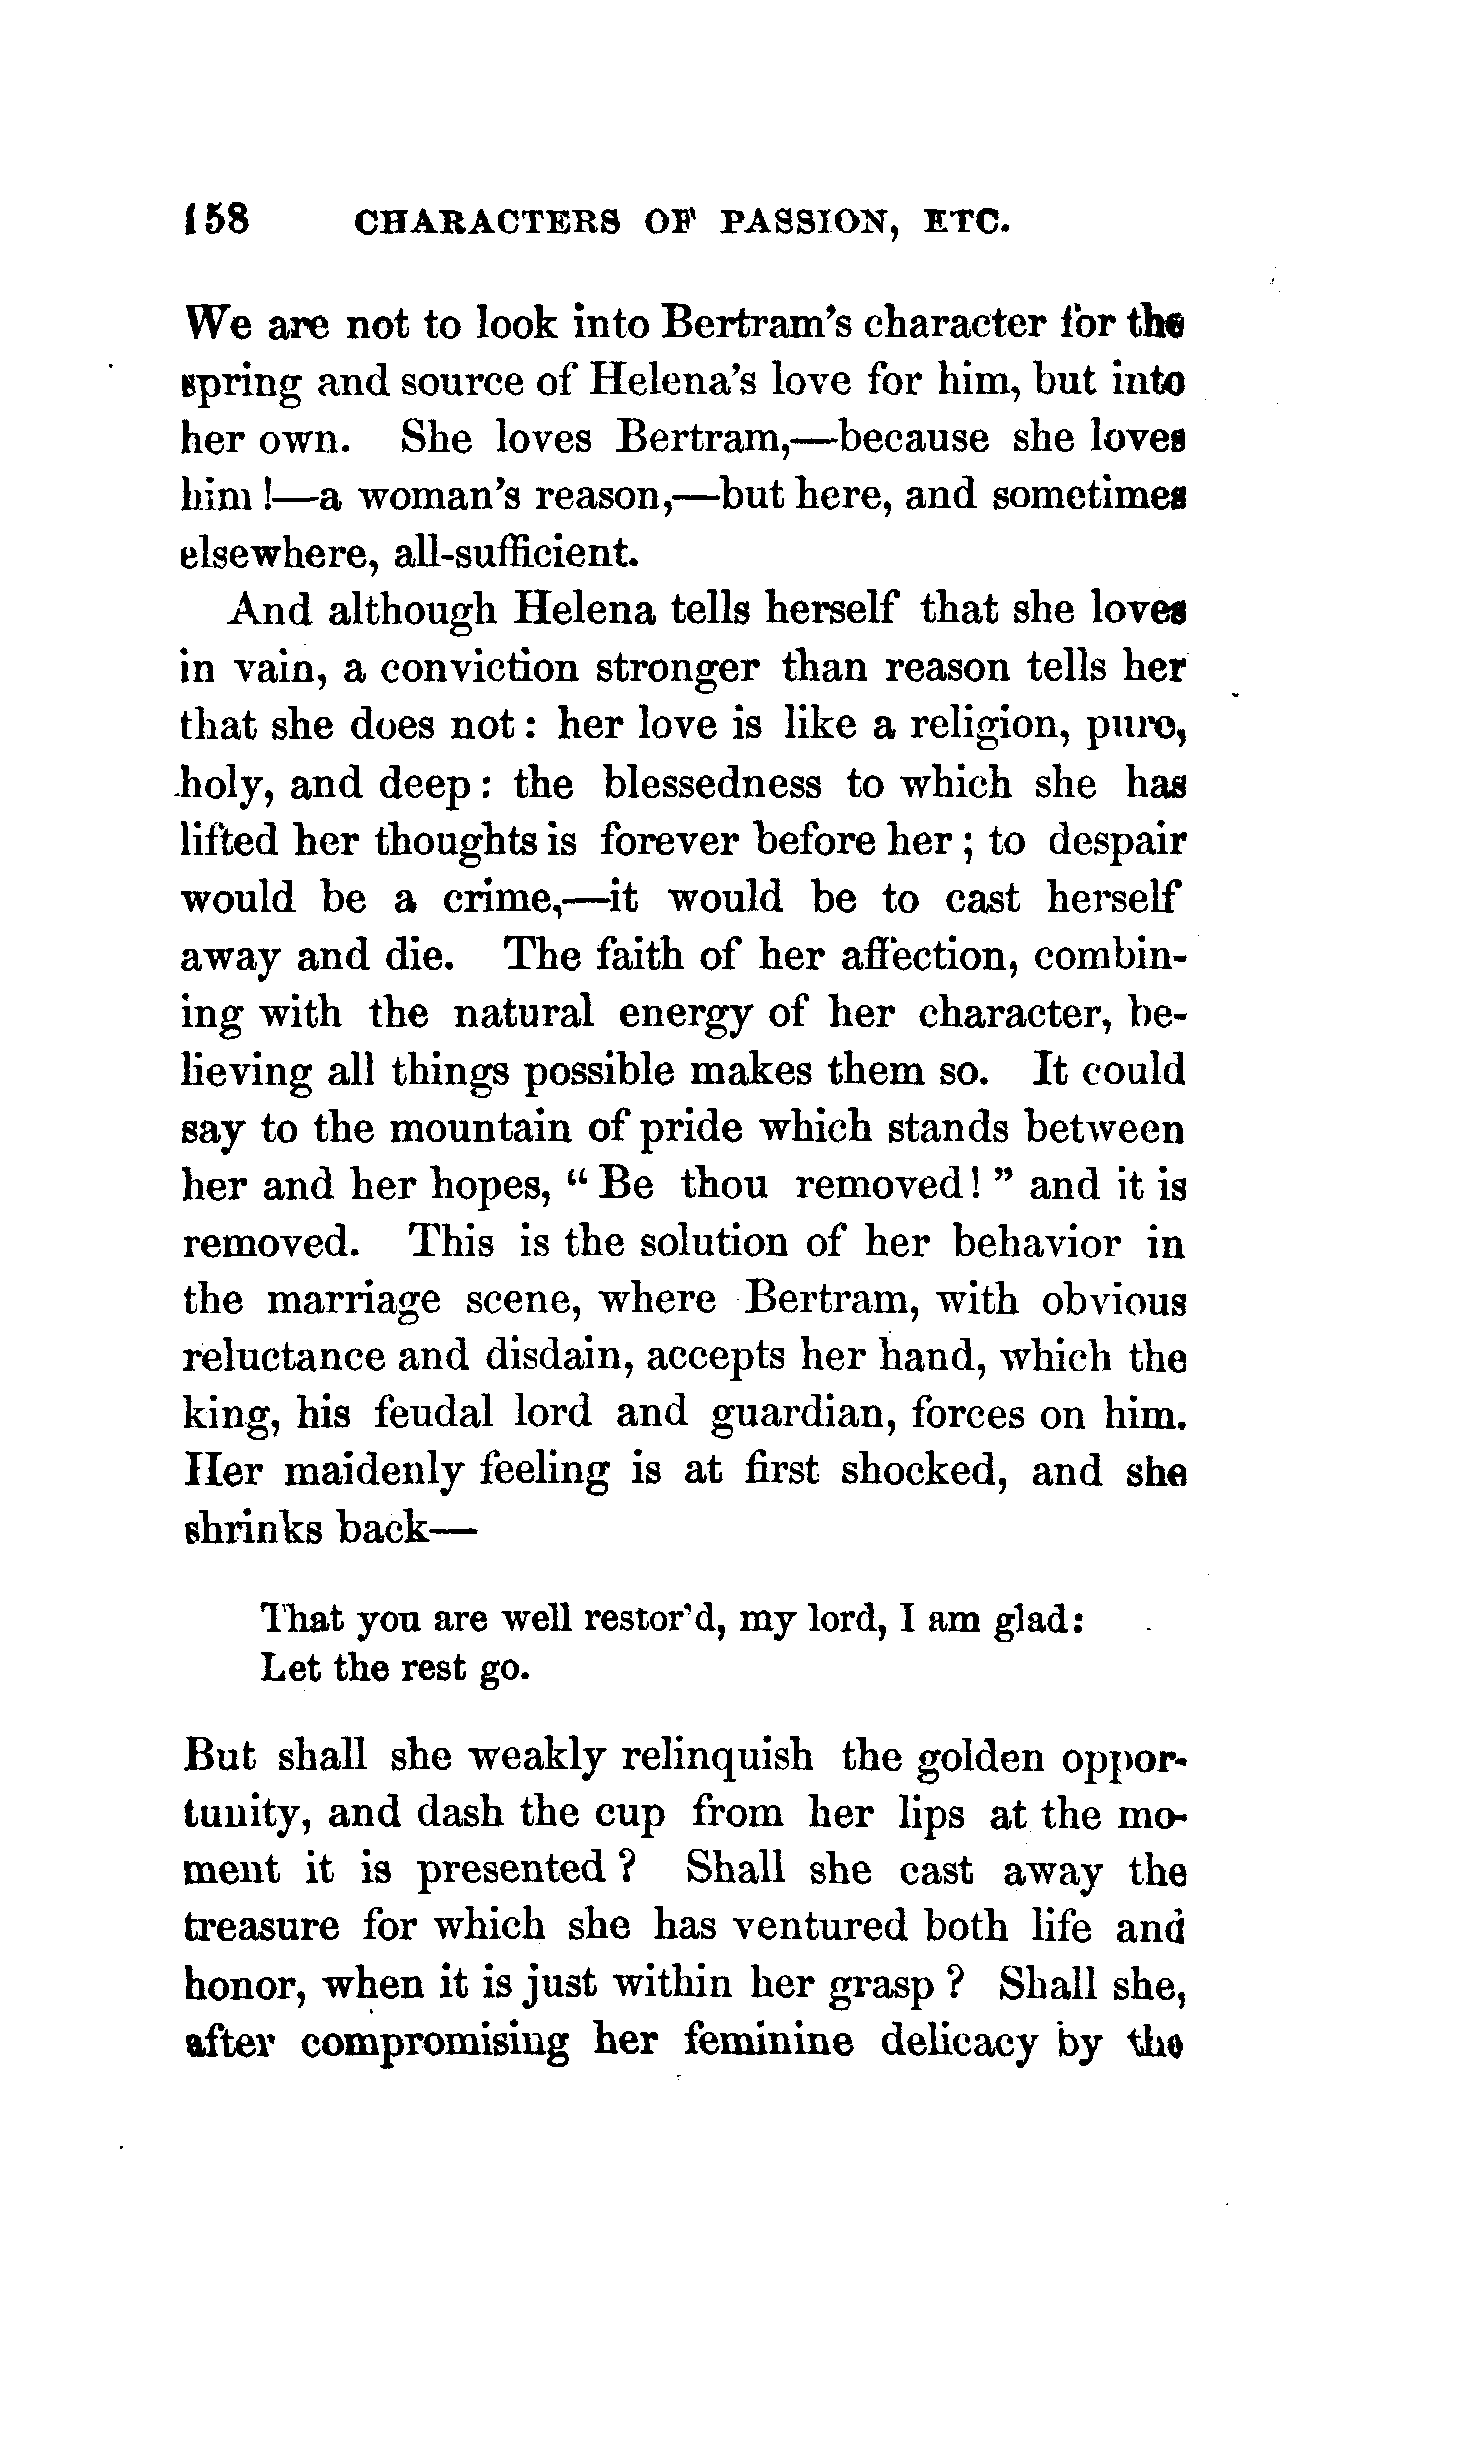 158 CHARACTERS OF PASSION, ETC.
We are not to look into Bertram's character for the
spring and source of Helena's love for him, but into
her own. She loves Bertram,—because she loves
him!—a woman's reason,—but here, and sometimes
elsewhere, all-sufficient.
And although Helena tells herself that she loves
in vain, a conviction stronger than reason tells her
that she does not: her love is like a religion, pure,
holy, and deep: the blessedness to which she has
lifted her thoughts is forever before her; to despair
would be a crime,—it would be to cast herself
away and die. The faith of her affection, combin-
ing with the natural energy of her character, be-
lieving all things possible makes them so. It could
say to the mountain of pride which stands between
her and her hopes, "Be thou removed!" and it is
removed. This is the solution of her behavior in
the marriage scene, where Bertram, with obvious
reluctance and disdain, accepts her hand, which the
king, his feudal lord and guardian, forces on him.
Her maidenly feeling is at first shocked, and she
shrinks back—
That you are well restor'd, my lord, I am glad:
Let the rest go.
But shall she weakly relinquish the golden oppor-
tunity, and dash the cup from her lips at the mo-
ment it is presented? Shall she cast away the
treasure for which she has ventured both life and
honor, when it is just within her grasp? Shall she,
after compromising her feminine delicacy by the